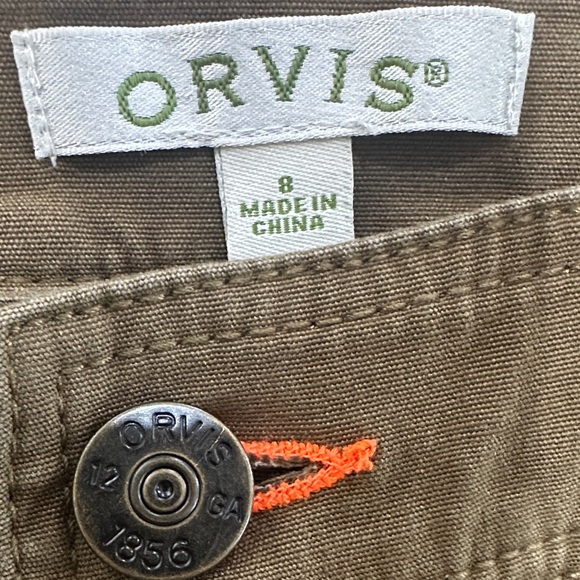 ORVIS®
8
MADE IN
CHINA
ORVIS
12 GA
1856